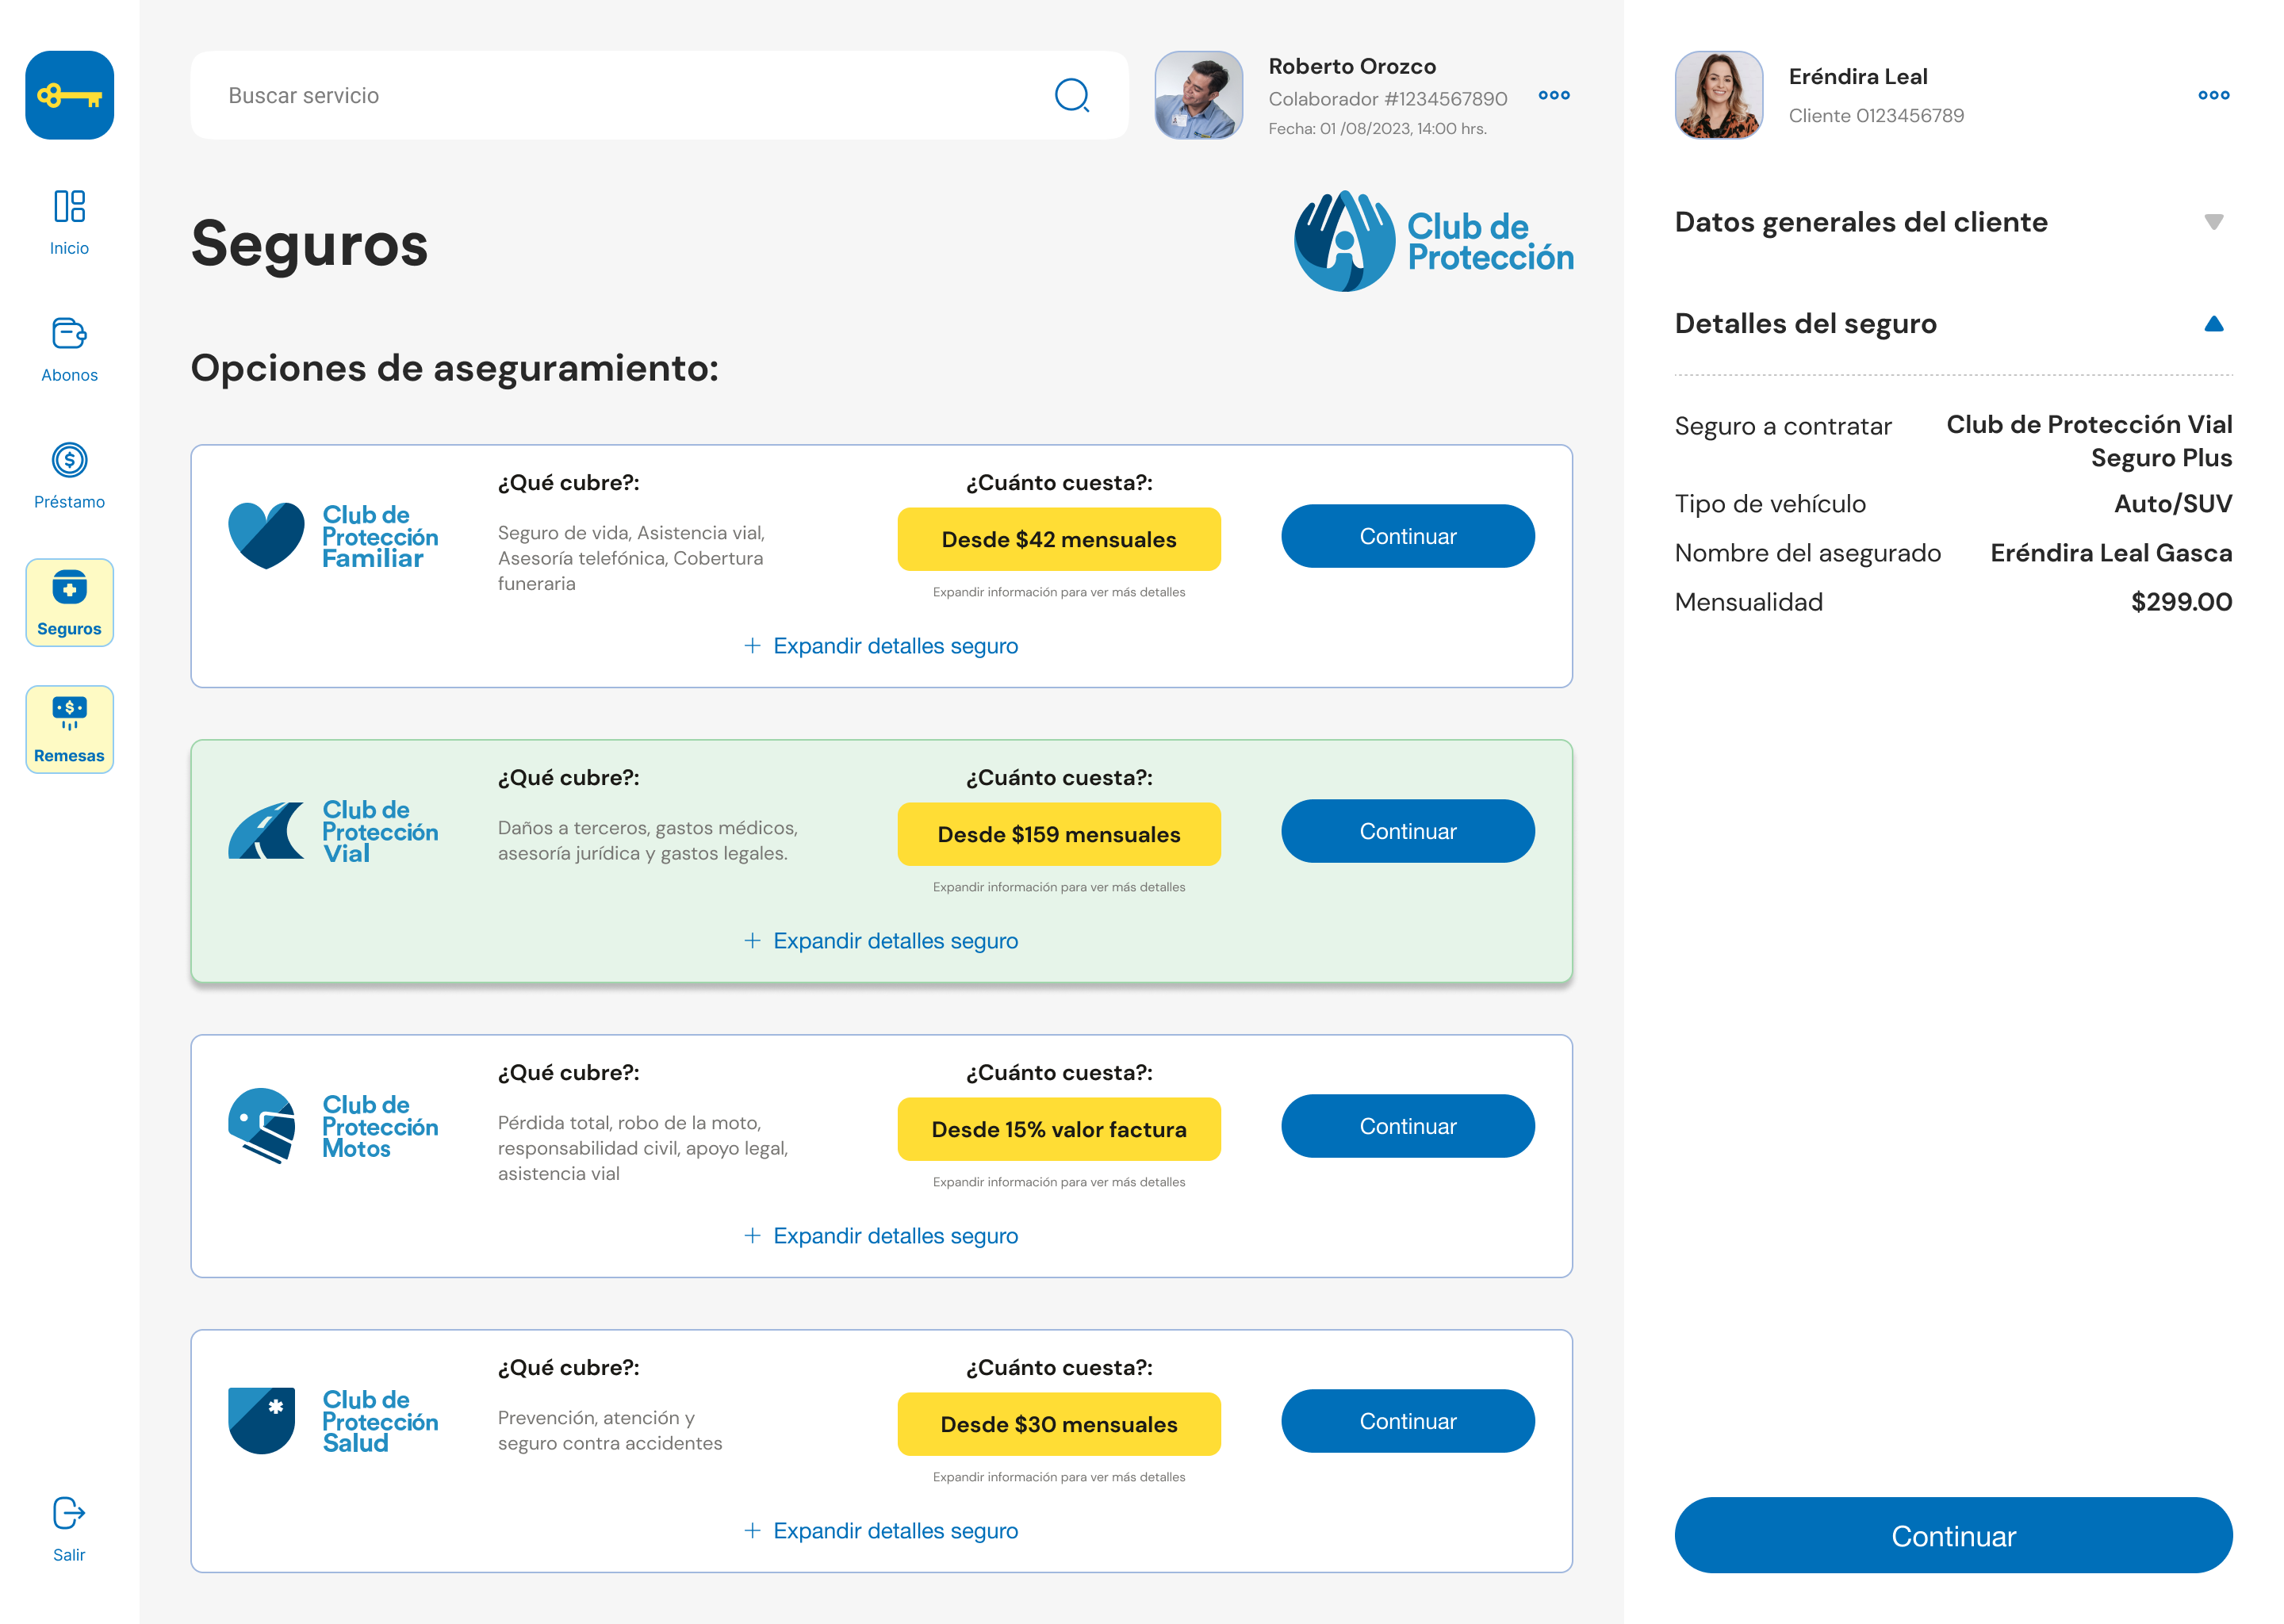 Inicio
Abonos
Préstamo
Seguros
Remesas
Salir
Buscar servicio
Roberto Orozco
Colaborador #1234567890
Fecha: 01 /08/2023, 14:00 hrs.
Seguros
Club de
Protección
Opciones de aseguramiento:
Club de
Protección
Familiar
¿Qué cubre?:
Seguro de vida, Asistencia vial,
Asesoría telefónica, Cobertura
funeraria
¿Cuánto cuesta?:
Desde $42 mensuales
Expandir información para ver más detalles
Continuar
+ Expandir detalles seguro
Club de
Protección
Vial
¿Qué cubre?:
Daños a terceros, gastos médicos,
asesoría jurídica y gastos legales.
¿Cuánto cuesta?:
Desde $159 mensuales
Expandir información para ver más detalles
Continuar
+ Expandir detalles seguro
Club de
Protección
Motos
¿Qué cubre?:
Pérdida total, robo de la moto,
responsabilidad civil, apoyo legal,
asistencia vial
¿Cuánto cuesta?:
Desde 15% valor factura
Expandir información para ver más detalles
Continuar
+ Expandir detalles seguro
Club de
Protección
Salud
¿Qué cubre?:
Prevención, atención y
seguro contra accidentes
¿Cuánto cuesta?:
Desde $30 mensuales
Expandir información para ver más detalles
Continuar
+ Expandir detalles seguro
Eréndira Leal
Cliente 0123456789
Datos generales del cliente
Detalles del seguro
Seguro a contratar Club de Protección Vial
Seguro Plus
Tipo de vehículo Auto/SUV
Nombre del asegurado Eréndira Leal Gasca
Mensualidad $299.00
Continuar